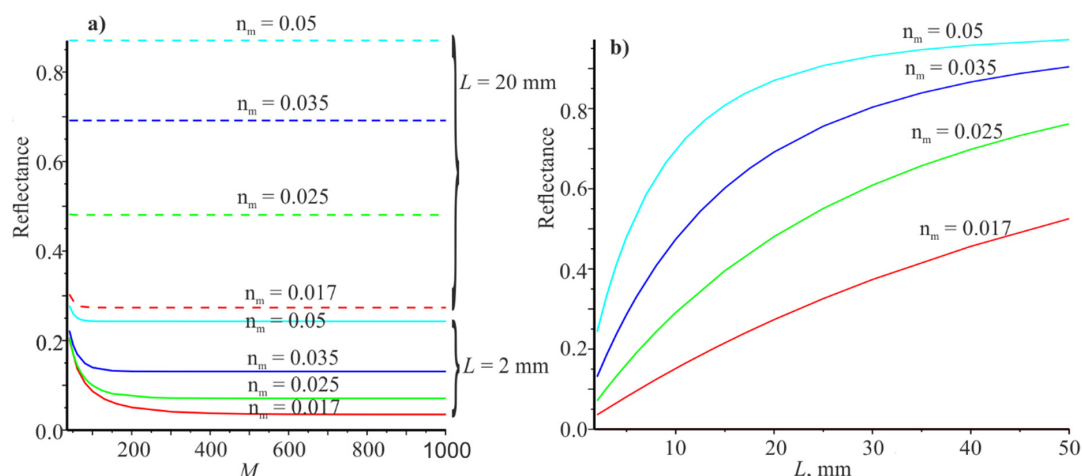 a)
n_m = 0.05
0.8
n_m = 0.035
0.6
n_m = 0.025
0.4
n_m = 0.017
n_m = 0.05
0.2
n_m = 0.035
n_m = 0.025
n_m = 0.017
0.0
200 400 600 800 1000
M
Reflectance
L = 20 mm
L = 2 mm
b)
n_m = 0.05
n_m = 0.035
n_m = 0.025
n_m = 0.017
0.8
0.6
0.4
0.2
0.0
10 20 30 40 50
L, mm
Reflectance